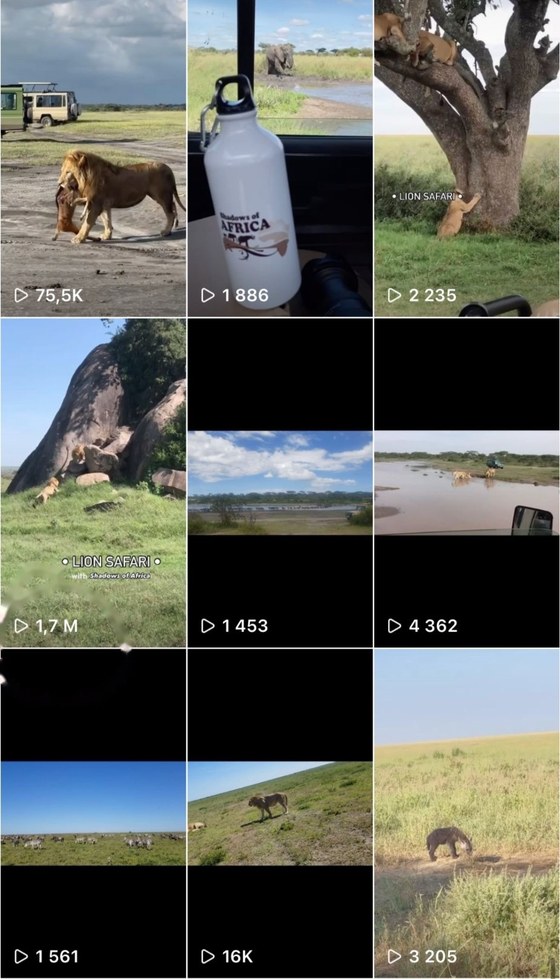 75,5K
Shadows of
AFRICA
1 886
• LION SAFARI •
2 235
• LION SAFARI •
with Shadows of Africa
1,7 M
1 453
4 362
1 561
16K
3 205